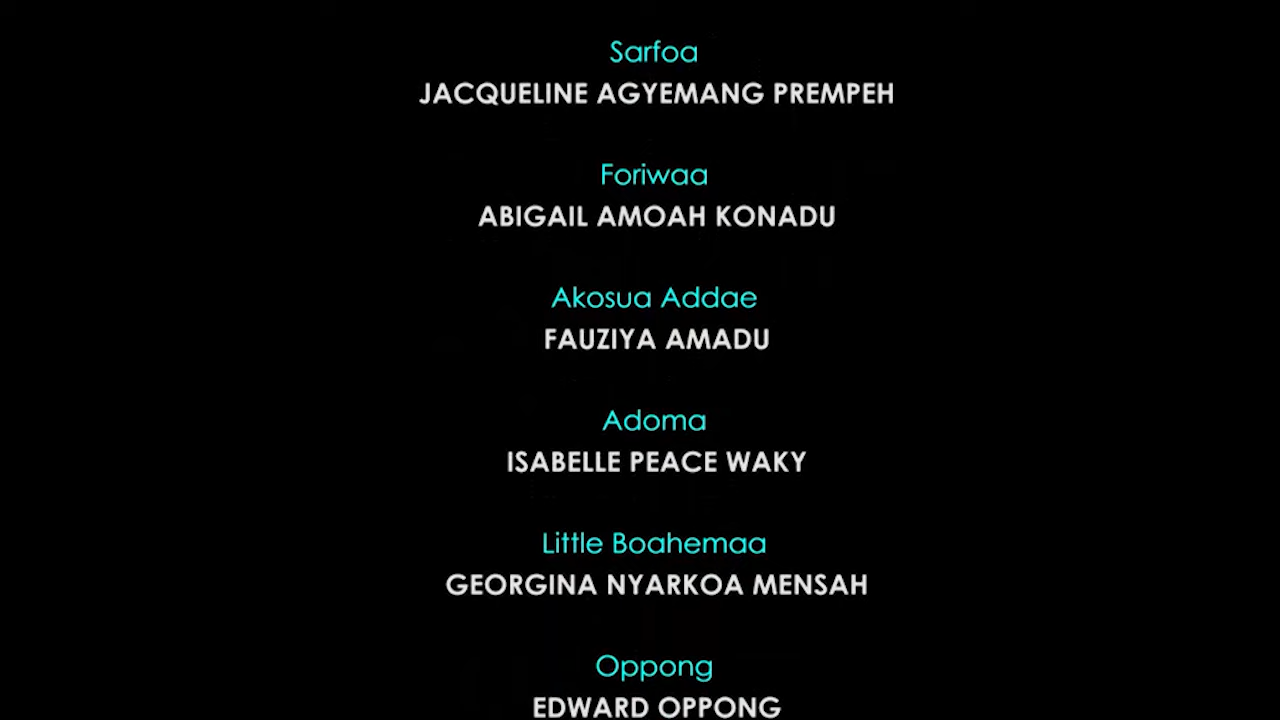 Sarfoa
JACQUELINE AGYEMANG PREMPEH
Foriwaa
ABIGAIL AMOAH KONADU
Akosua Addae
FAUZIYA AMADU
Adoma
ISABELLE PEACE WAKY
Little Boahemaa
GEORGINA NYARKOA MENSAH
Oppong
EDWARD OPPONG